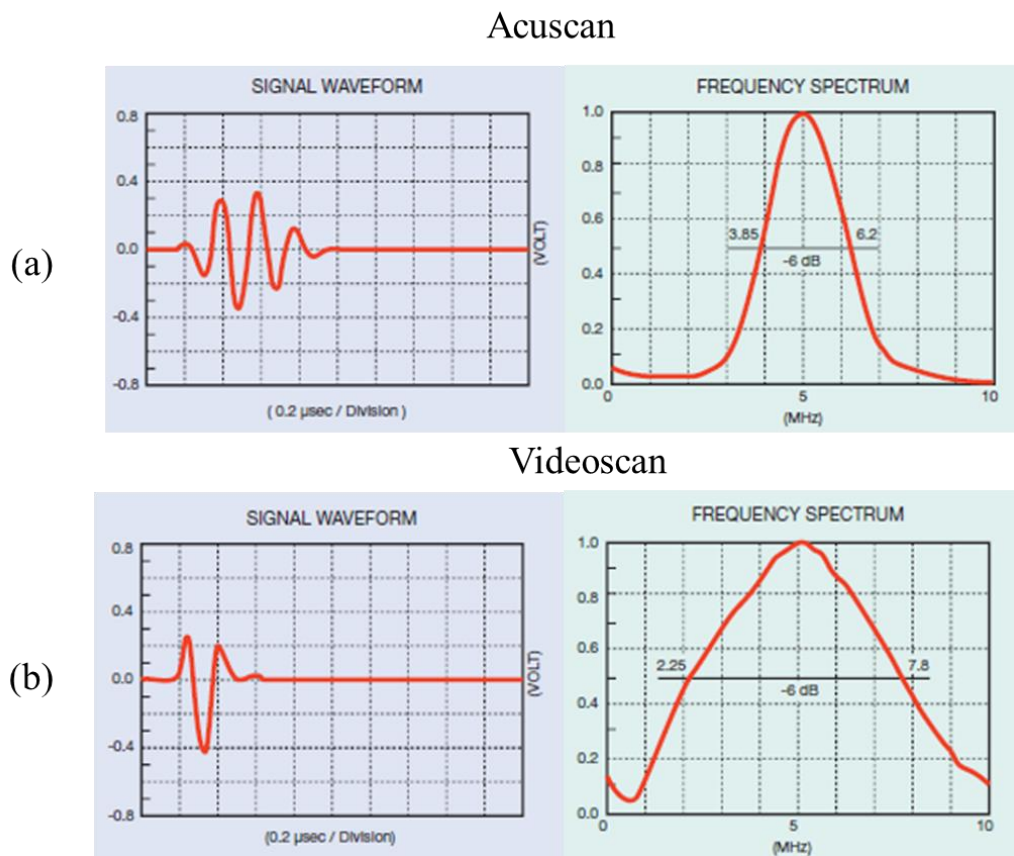 Acuscan
(a)
SIGNAL WAVEFORM
0.8
0.4
0.0
-0.4
-0.8
(VOLT)
( 0.2 µsec / Division )
FREQUENCY SPECTRUM
1.0
0.8
0.6
0.4
0.2
0.0
3.85
6.2
-6 dB
0
5
10
(MHz)
Videoscan
(b)
SIGNAL WAVEFORM
0.8
0.4
0.0
-0.4
-0.8
(VOLT)
(0.2 µsec / Division)
FREQUENCY SPECTRUM
1.0
0.8
0.6
0.4
0.2
0.0
2.25
7.8
-6 dB
0
5
10
(MHz)